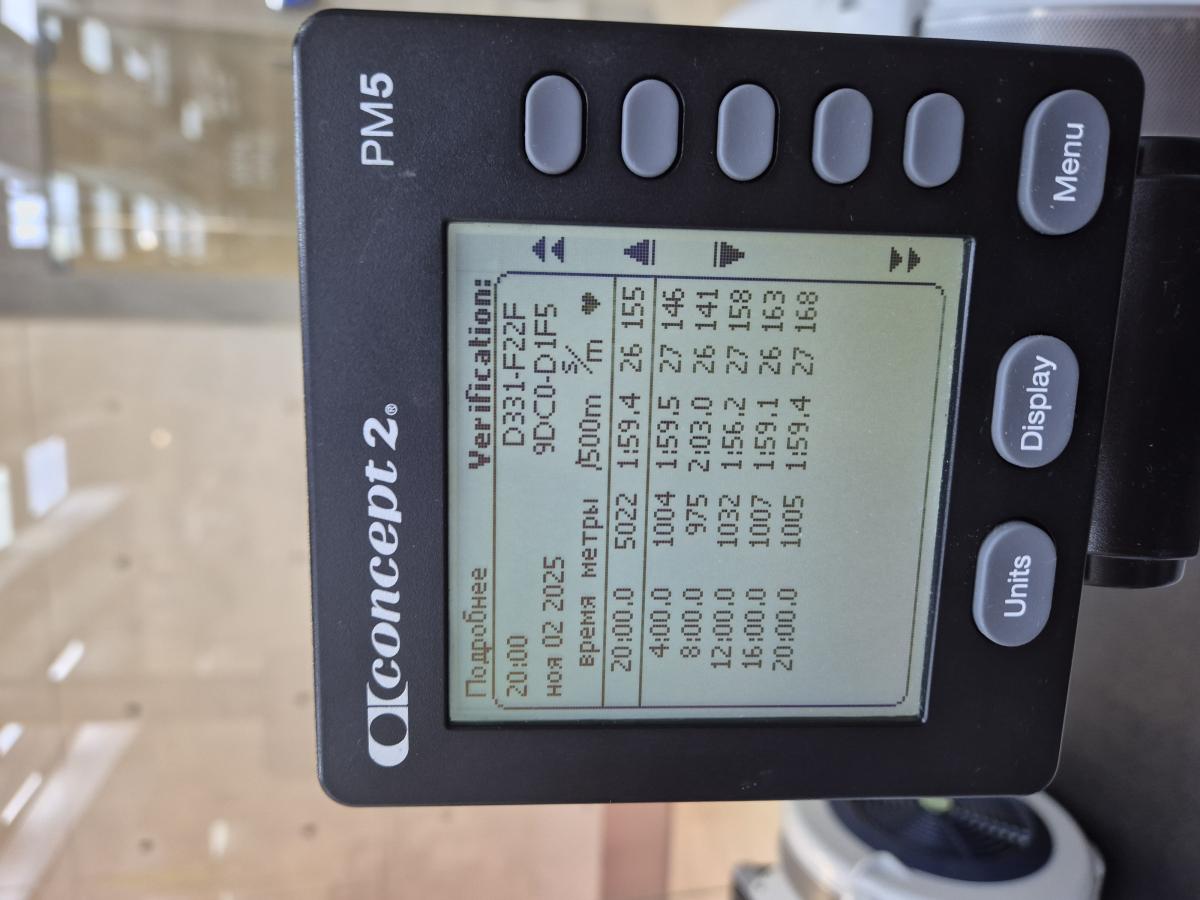 concept 2® PM5
Подробнее Verification:
20:00 D331-F22F
ноя 02 2025 9DC0-D1F5
время метры /500m s/m ♥
20:00.0 5022 1:59.4 26 155
4:00.0 1004 1:59.5 27 146
8:00.0 975 2:03.0 26 141
12:00.0 1032 1:56.2 27 158
16:00.0 1007 1:59.1 26 163
20:00.0 1005 1:59.4 27 168
Units Display Menu